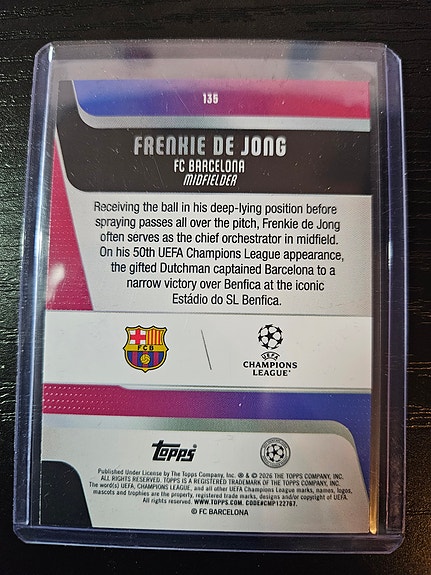 135
FRENKIE DE JONG
FC BARCELONA
MIDFIELDER
Receiving the ball in his deep-lying position before
spraying passes all over the pitch, Frenkie de Jong
often serves as the chief orchestrator in midfield.
On his 50th UEFA Champions League appearance,
the gifted Dutchman captained Barcelona to a
narrow victory over Benfica at the iconic
Estádio do SL Benfica.
FCB
UEFA
CHAMPIONS
LEAGUE
Topps
Published Under License by The Topps Company, Inc. ® & © 2026 THE TOPPS COMPANY, INC.
ALL RIGHTS RESERVED. TOPPS IS A REGISTERED TRADEMARK OF THE TOPPS COMPANY, INC.
The word(s) UEFA, CHAMPIONS LEAGUE, and all other UEFA Champions League marks, names, logos,
mascots and trophies are the property, registered trade marks, designs and/or copyright of UEFA.
All rights reserved. WWW.TOPPS.COM. CODE#CMP122767.
© FC BARCELONA